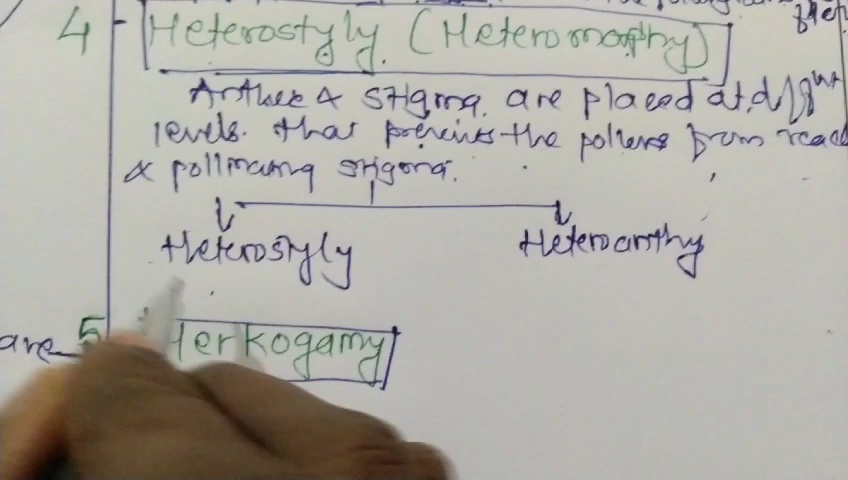 4 - Heterostyly. (Heteromorphy)
Anther & stigma. are placed at
levels. that prevents the pollens from reac
& pollinating stigma.
Heterostyly Heteroanthy
are 5 Herkogamy